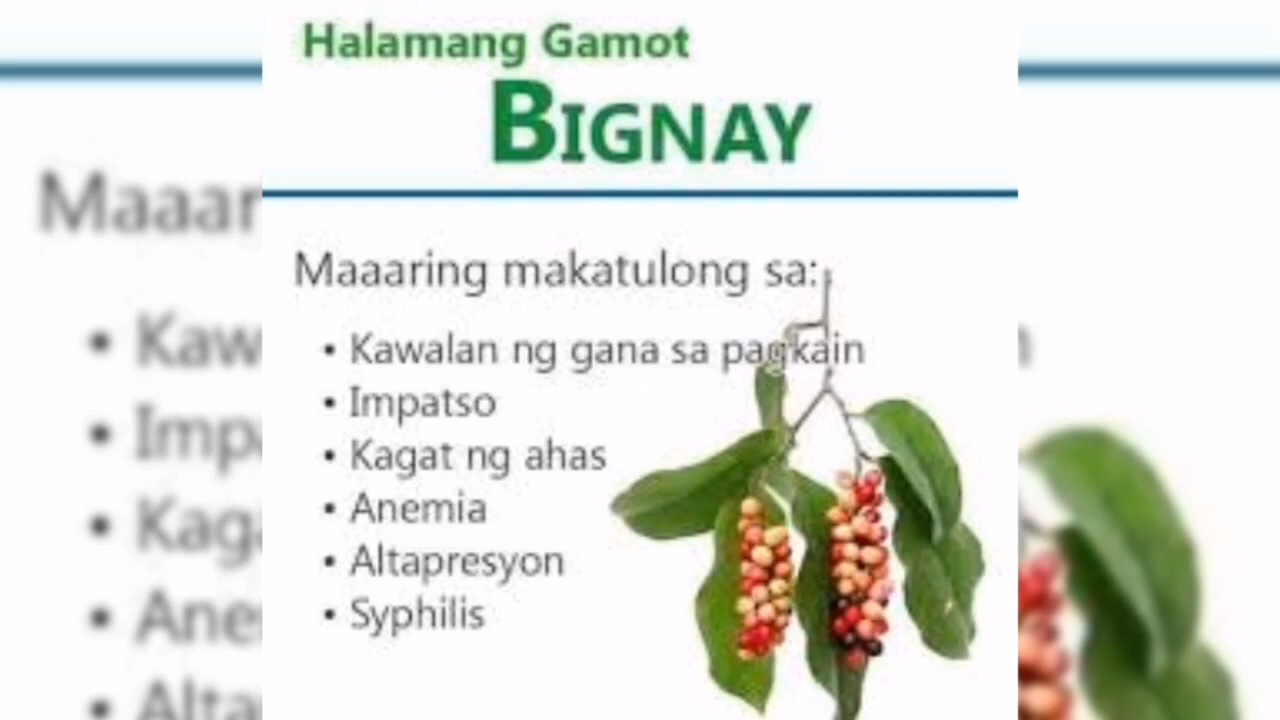 Halamang Gamot
BIGNAY
Maaaring makatulong sa:
• Kawalan ng gana sa pagkain
• Impatso
• Kagat ng ahas
• Anemia
• Altapresyon
• Syphilis